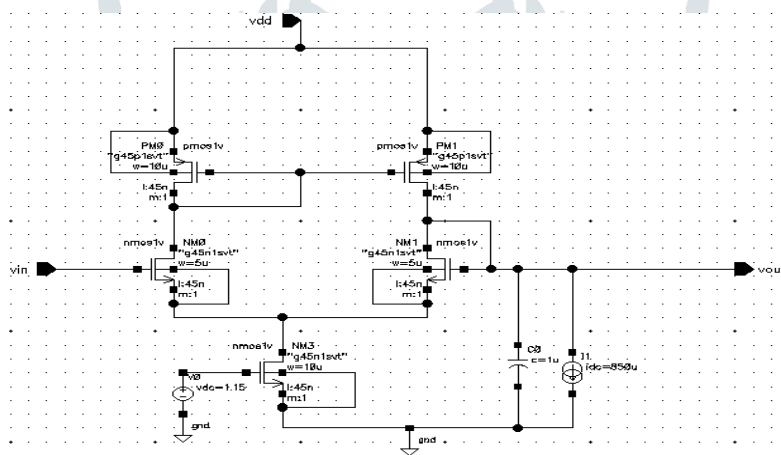 vdd
PM0 pmos1v
"g45p1svt"
w=10u
l:45n
m:1
pmos1v PM1
"g45p1svt"
w=10u
l:45n
m:1
nmos1v NM0
"g45n1svt"
w=5u
l:45n
m:1
NM1 nmos1v
"g45n1svt"
w=5u
l:45n
m:1
vin
vou
nmos1v NM3
"g45n1svt"
w=10u
l:45n
m:1
V0
vdc=1.15
gnd
C0
c=1u
I1
idc=850u
gnd